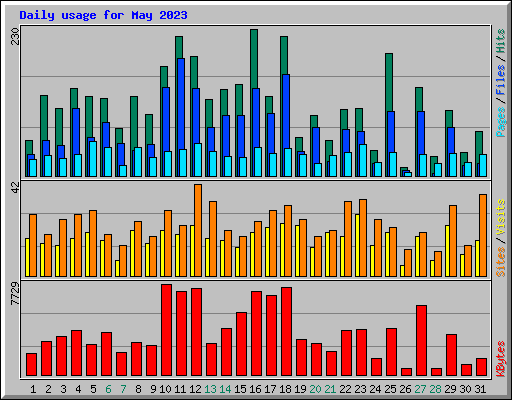 Daily usage for May 2023
230
Pages / Files / Hits
42
Sites / Visits
7729
KBytes
1 2 3 4 5 6 7 8 9 10 11 12 13 14 15 16 17 18 19 20 21 22 23 24 25 26 27 28 29 30 31